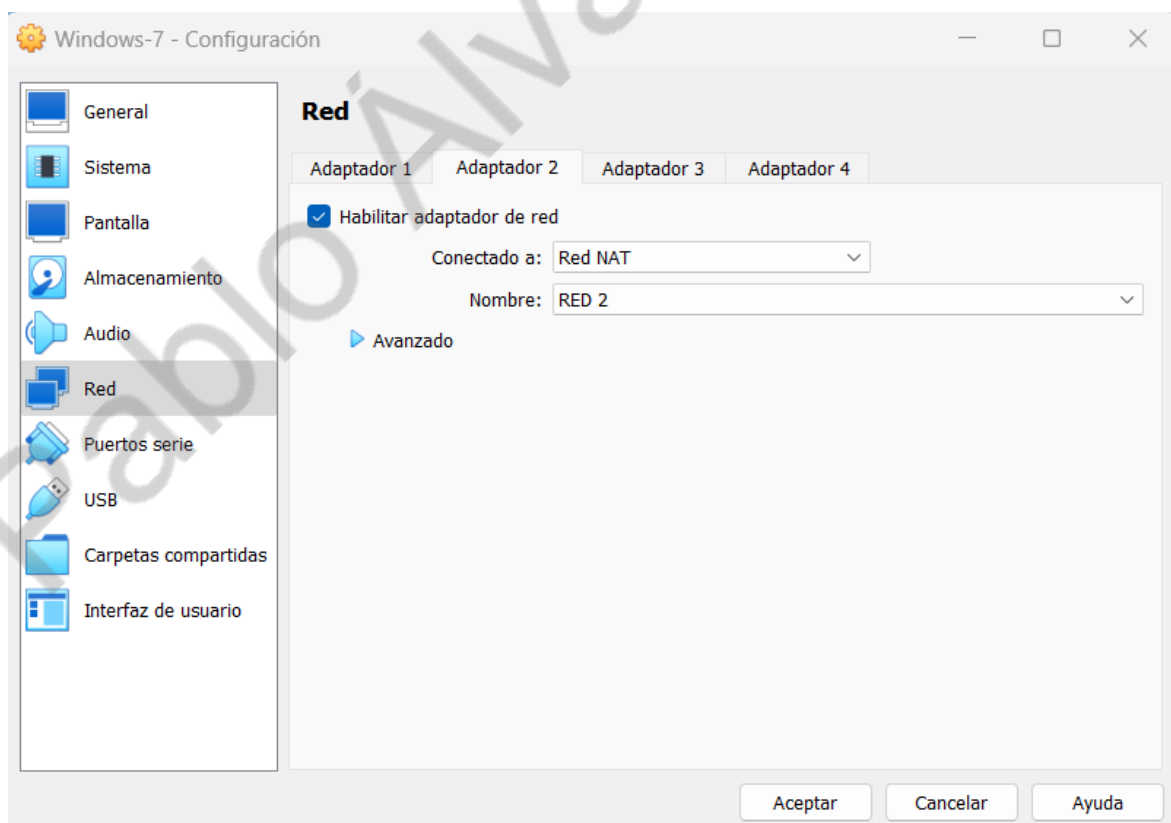 Windows-7 - Configuración
General
Sistema
Pantalla
Almacenamiento
Audio
Red
Puertos serie
USB
Carpetas compartidas
Interfaz de usuario
Red
Adaptador 1 Adaptador 2 Adaptador 3 Adaptador 4
Habilitar adaptador de red
Conectado a: Red NAT
Nombre: RED 2
Avanzado
Aceptar Cancelar Ayuda
Pablo Álva